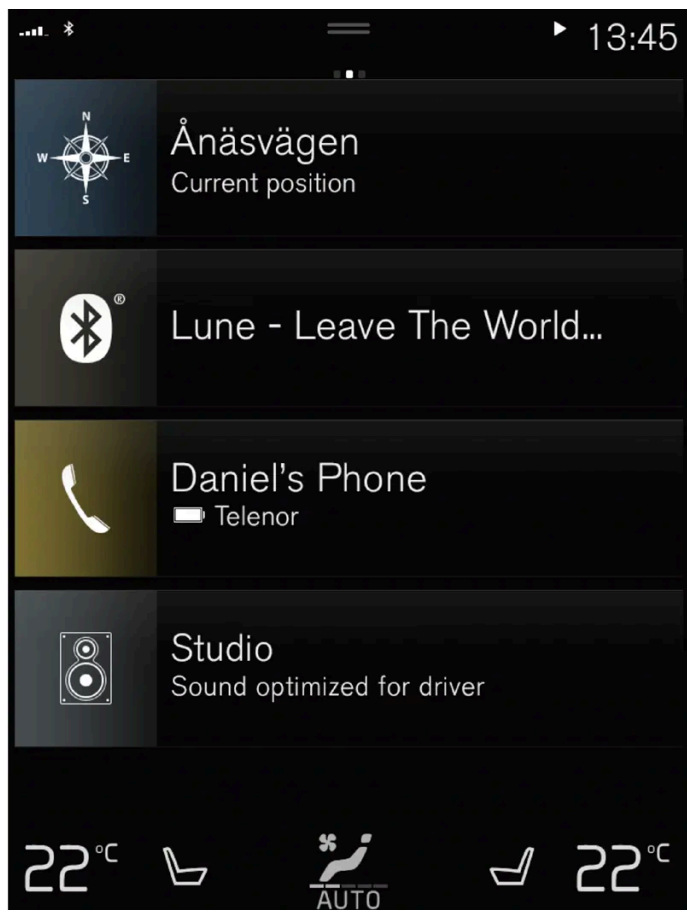 13:45
N
W E
S
Ånäsvägen
Current position
®
Lune - Leave The World...
Daniel's Phone
Telenor
Studio
Sound optimized for driver
22°C
22°C
AUTO